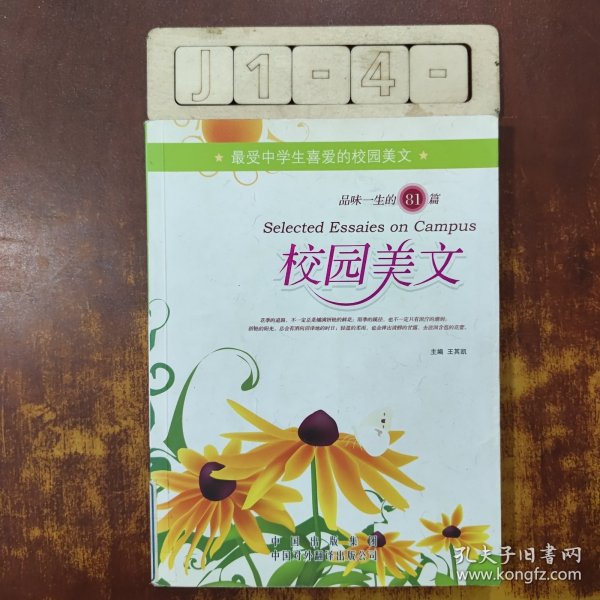 J1-4-
★ 最受中学生喜爱的校园美文 ★
品味一生的81篇
Selected Essaies on Campus
校园美文
主编 王其凯
中国出版集团
中国对外翻译出版公司
孔夫子旧书网
www.kongfz.com